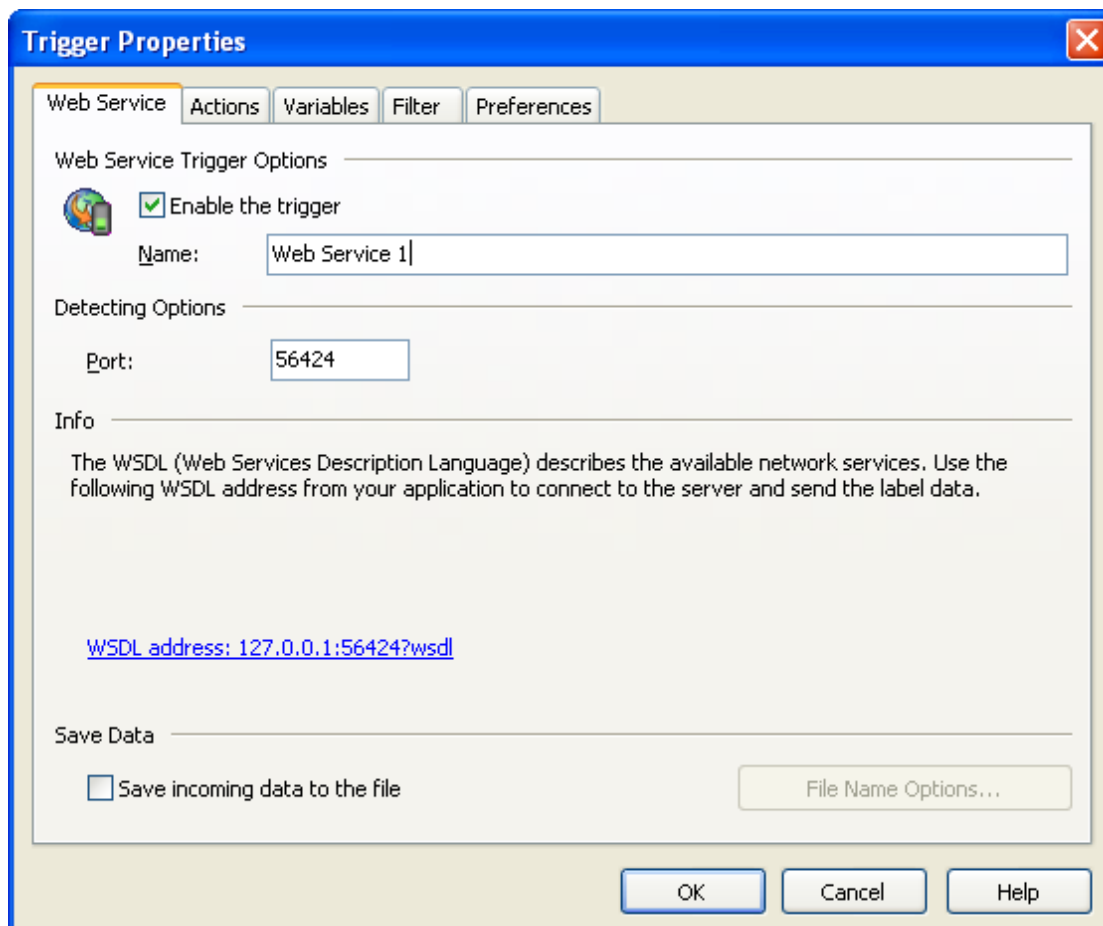 Trigger Properties
Web Service Actions Variables Filter Preferences
Web Service Trigger Options
Enable the trigger
Name: Web Service 1
Detecting Options
Port: 56424
Info
The WSDL (Web Services Description Language) describes the available network services. Use the
following WSDL address from your application to connect to the server and send the label data.
WSDL address: 127.0.0.1:56424?wsdl
Save Data
Save incoming data to the file File Name Options...
OK Cancel Help